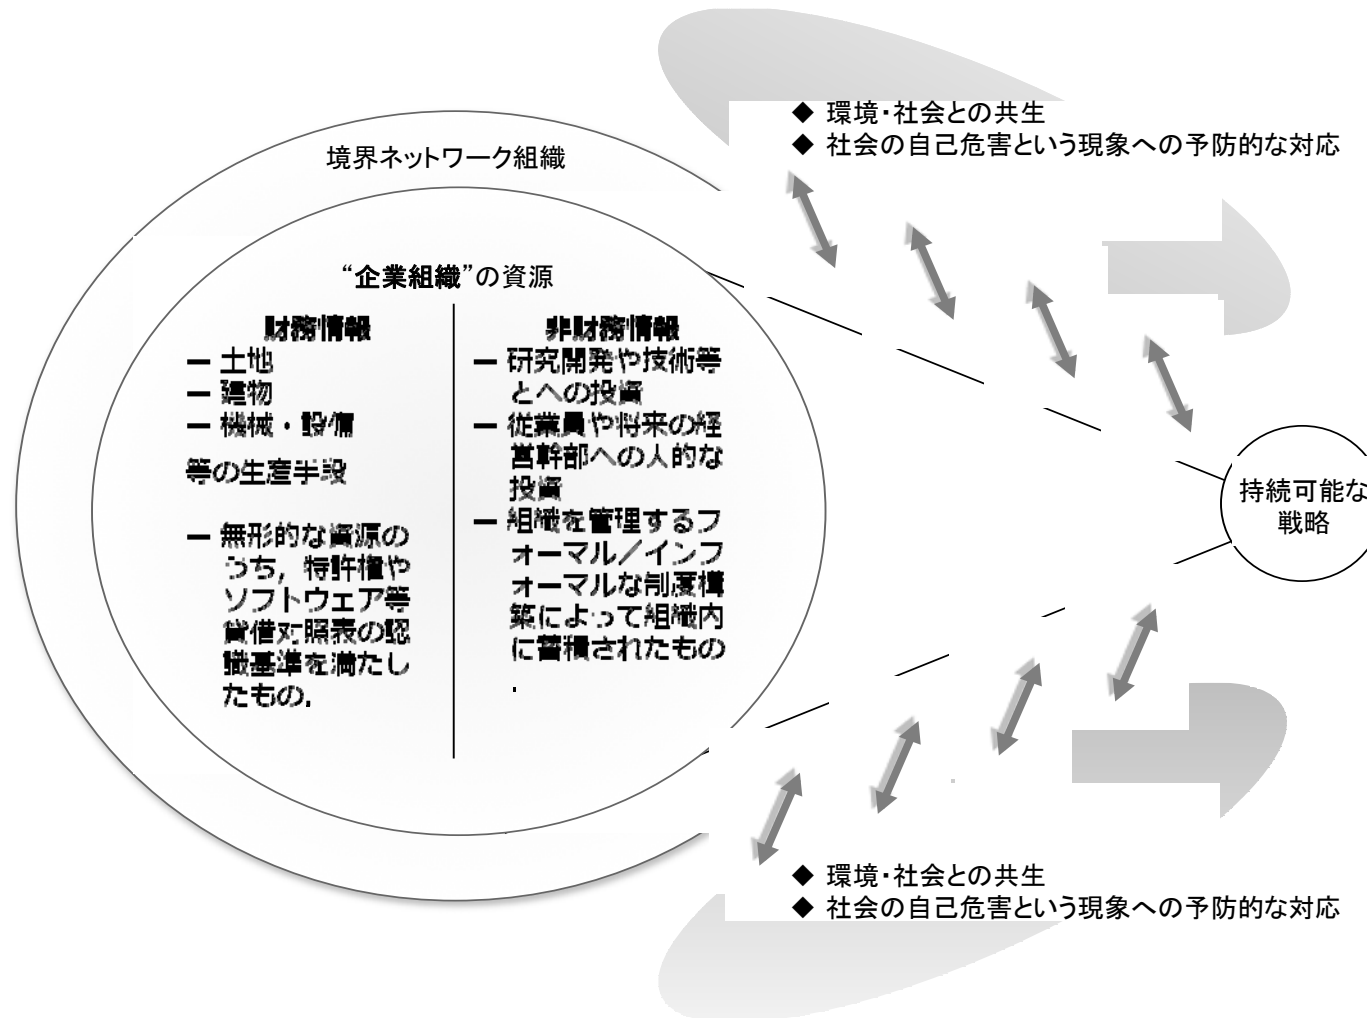 ◆ 環境・社会との共生
◆ 社会の自己危害という現象への予防的な対応
境界ネットワーク組織
“企業組織”の資源
財務情報
― 土地
― 建物
― 機械・設備
等の生産手段
― 無形的な資源の
うち，特許権や
ソフトウェア等
貸借対照表の認
識基準を満たし
たもの．
非財務情報
― 研究開発や技術等
とへの投資
― 従業員や将来の経
営幹部への人的な
投資
― 組織を管理するフ
ォーマル／インフ
ォーマルな制度構
築によって組織内
に蓄積されたもの
．
持続可能な
戦略
◆ 環境・社会との共生
◆ 社会の自己危害という現象への予防的な対応